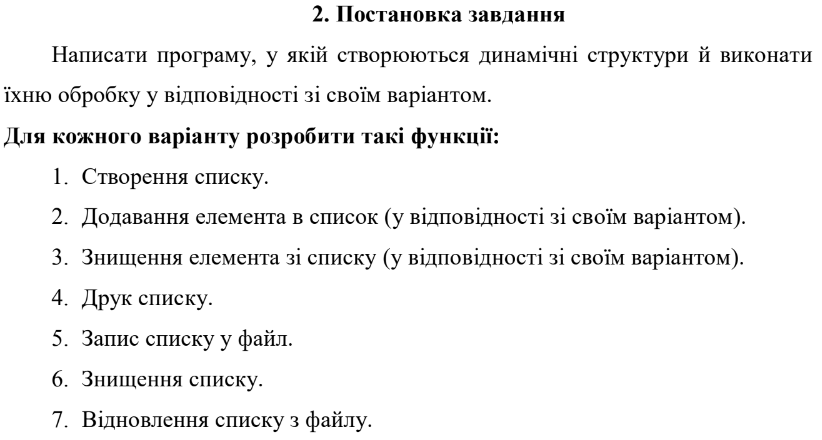 2. Постановка завдання
Написати програму, у якій створюються динамічні структури й виконати
їхню обробку у відповідності зі своїм варіантом.
Для кожного варіанту розробити такі функції:
1. Створення списку.
2. Додавання елемента в список (у відповідності зі своїм варіантом).
3. Знищення елемента зі списку (у відповідності зі своїм варіантом).
4. Друк списку.
5. Запис списку у файл.
6. Знищення списку.
7. Відновлення списку з файлу.